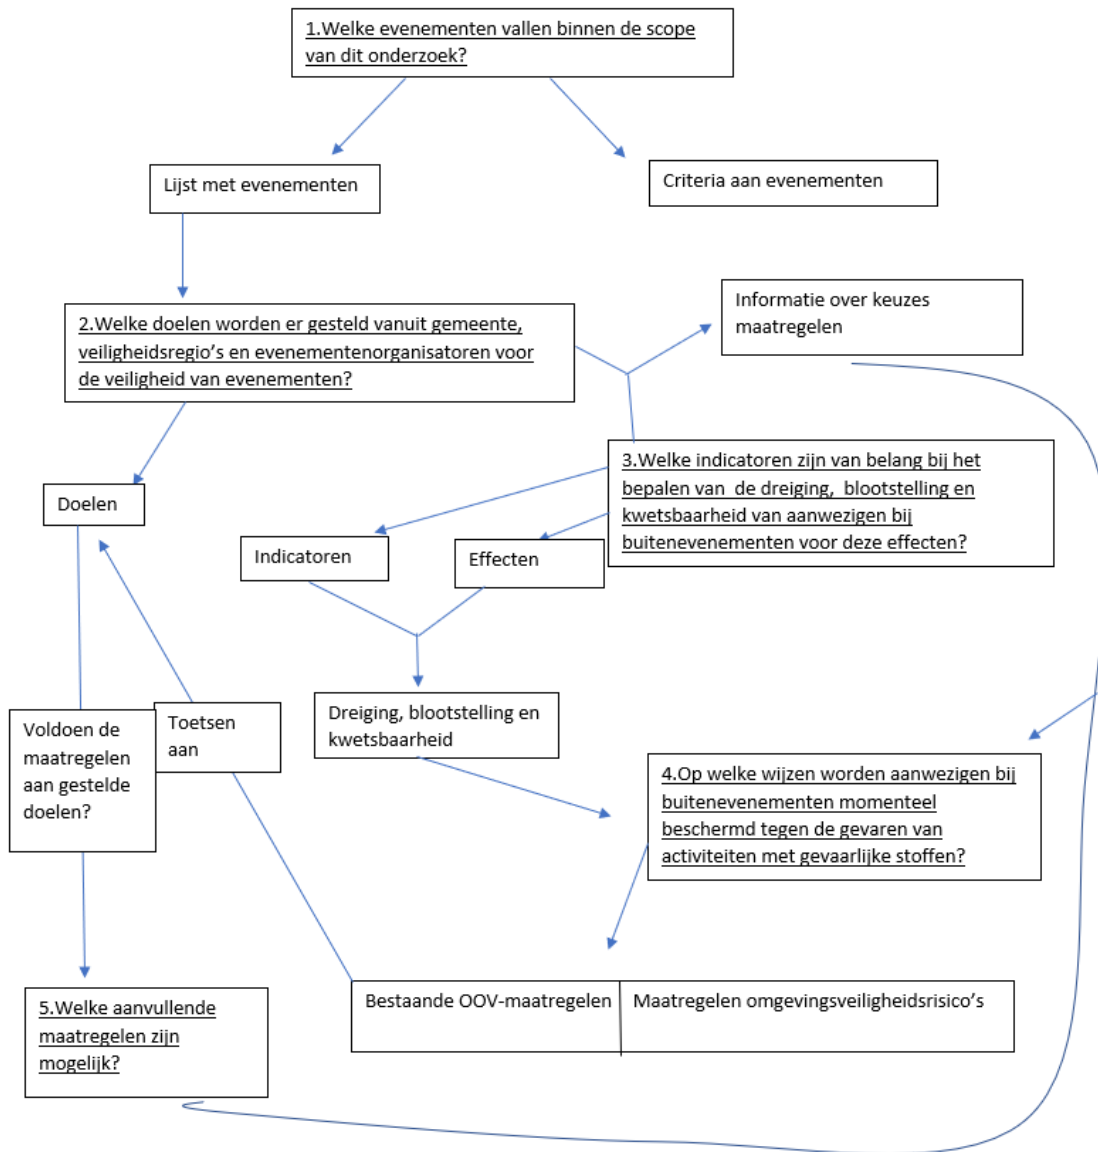 1.Welke evenementen vallen binnen de scope
van dit onderzoek?
Lijst met evenementen
Criteria aan evenementen
Informatie over keuzes
maatregelen
2.Welke doelen worden er gesteld vanuit gemeente,
veiligheidsregio's en evenementenorganisatoren voor
de veiligheid van evenementen?
3.Welke indicatoren zijn van belang bij het
bepalen van de dreiging, blootstelling en
kwetsbaarheid van aanwezigen bij
buitenevenementen voor deze effecten?
Doelen
Indicatoren
Effecten
Dreiging, blootstelling en
kwetsbaarheid
Voldoen de
maatregelen
aan gestelde
doelen?
Toetsen
aan
4.Op welke wijzen worden aanwezigen bij
buitenevenementen momenteel
beschermd tegen de gevaren van
activiteiten met gevaarlijke stoffen?
5.Welke aanvullende
maatregelen zijn
mogelijk?
Bestaande OOV-maatregelen
Maatregelen omgevingsveiligheidsrisico's